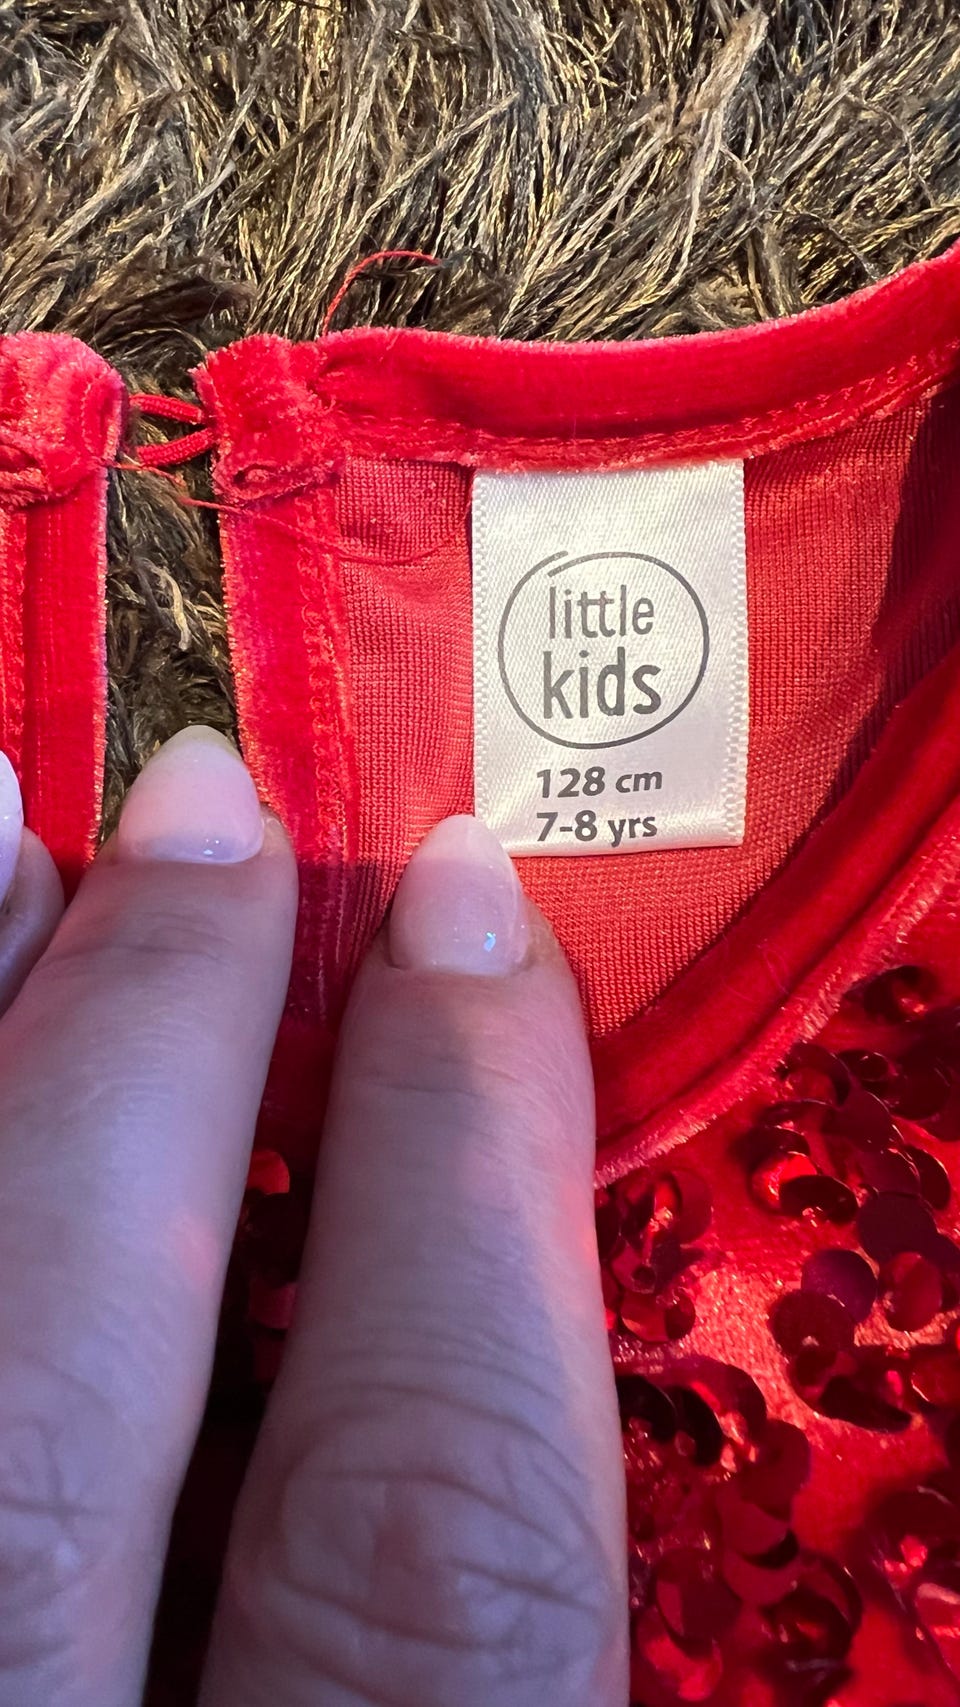 little
kids
128 cm
7-8 yrs